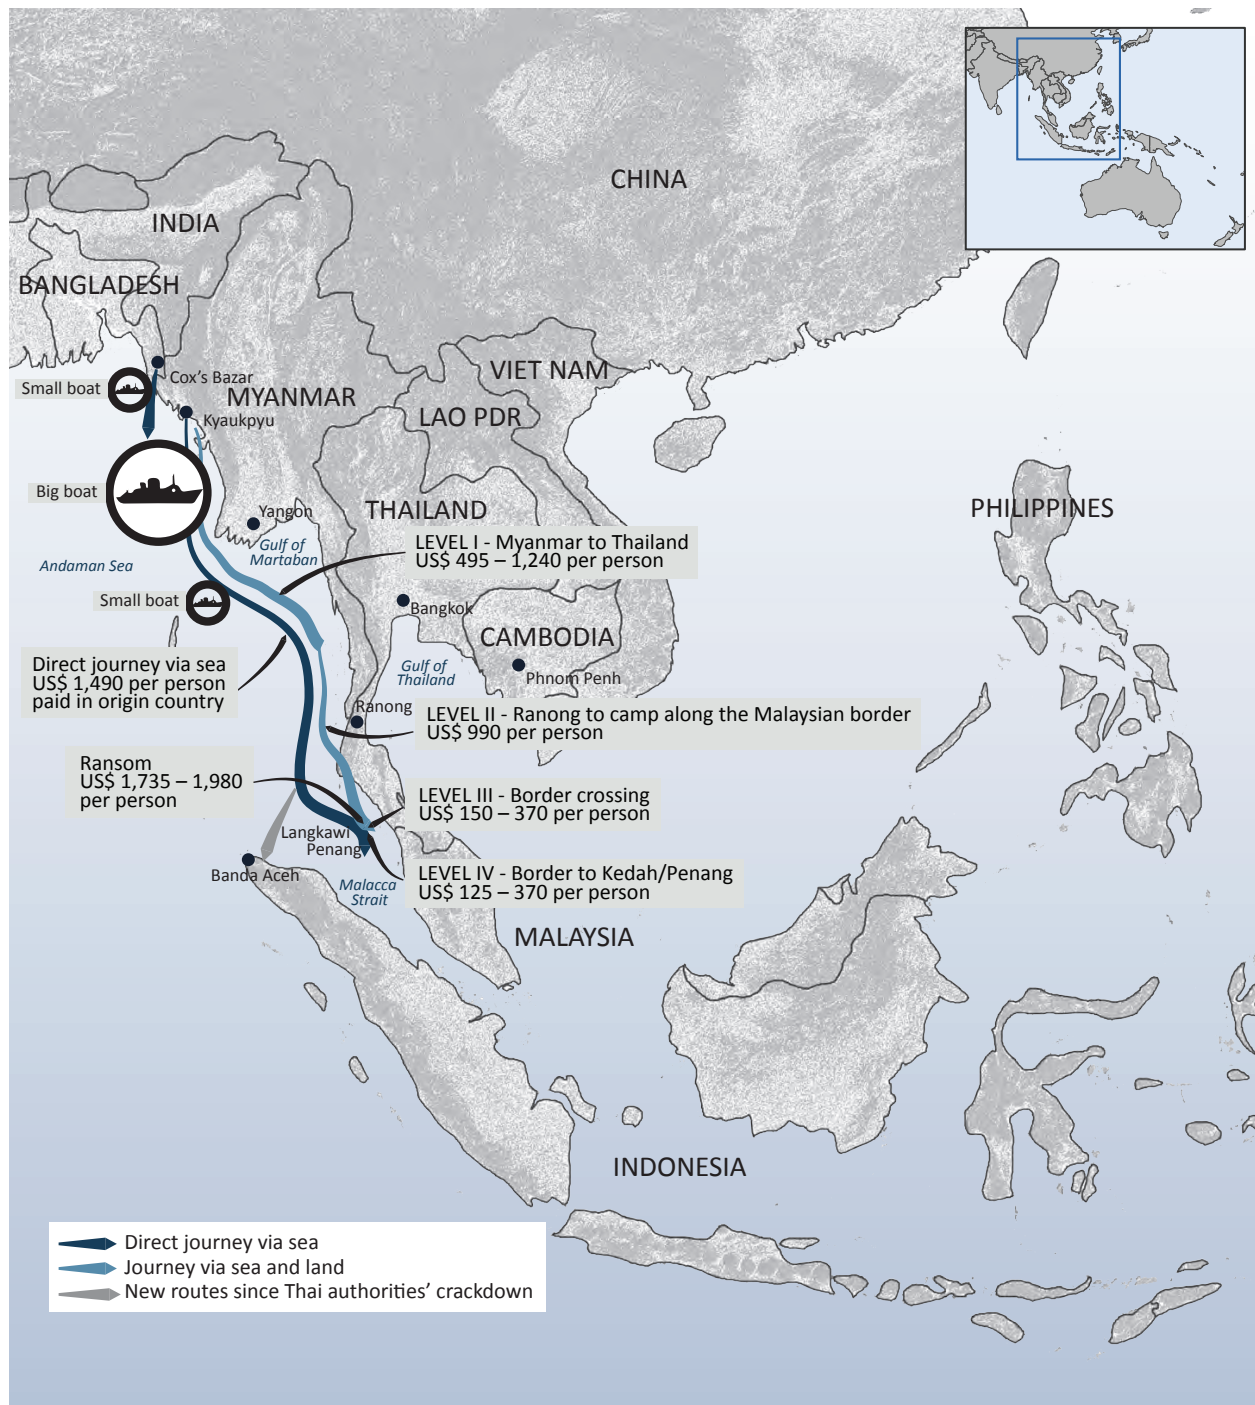 CHINA
INDIA
BANGLADESH
VIET NAM
Cox's Bazar
Small boat
MYANMAR
LAO PDR
Kyaukpyu
Big boat
THAILAND
PHILIPPINES
Yangon
Gulf of
Martaban
LEVEL I - Myanmar to Thailand
US$ 495 – 1,240 per person
Andaman Sea
Small boat
Bangkok
CAMBODIA
Direct journey via sea
US$ 1,490 per person
paid in origin country
Gulf of
Thailand
Phnom Penh
Ranong
LEVEL II - Ranong to camp along the Malaysian border
US$ 990 per person
Ransom
US$ 1,735 – 1,980
per person
LEVEL III - Border crossing
US$ 150 – 370 per person
Langkawi
Penang
Banda Aceh
Malacca
Strait
LEVEL IV - Border to Kedah/Penang
US$ 125 – 370 per person
MALAYSIA
INDONESIA
Direct journey via sea
Journey via sea and land
New routes since Thai authorities' crackdown